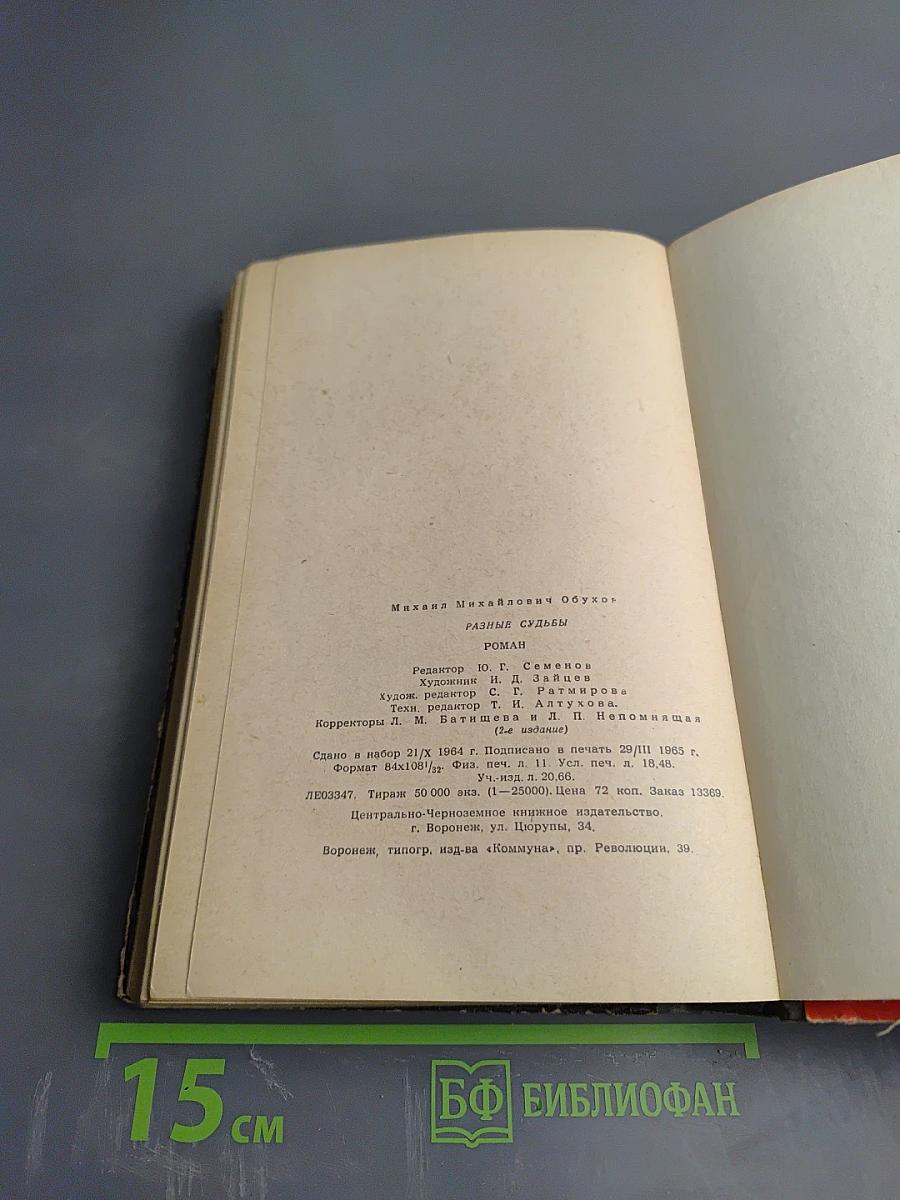 Михаил Михайлович Обухов
РАЗНЫЕ СУДЬБЫ
РОМАН
Редактор Ю. Г. Семенов
Художник И. Д. Зайцев
Худож. редактор С. Г. Ратмирова
Техн. редактор Т. И. Алтухова.
Корректоры Л. М. Батищева и Л. П. Непомнящая
(2-е издание)
Сдано в набор 21/X 1964 г. Подписано в печать 29/III 1965 г.
Формат 84х108¹/₃₂. Физ. печ. л. 11. Усл. печ. л. 18,48.
Уч.-изд. л. 20,66.
ЛЕ03347. Тираж 50 000 экз. (1—25000). Цена 72 коп. Заказ 13369.
Центрально-Черноземное книжное издательство,
г. Воронеж, ул. Цюрупы, 34.
Воронеж, типогр. изд-ва «Коммуна», пр. Революции, 39.
15 см
БФ БИБЛИОФАН